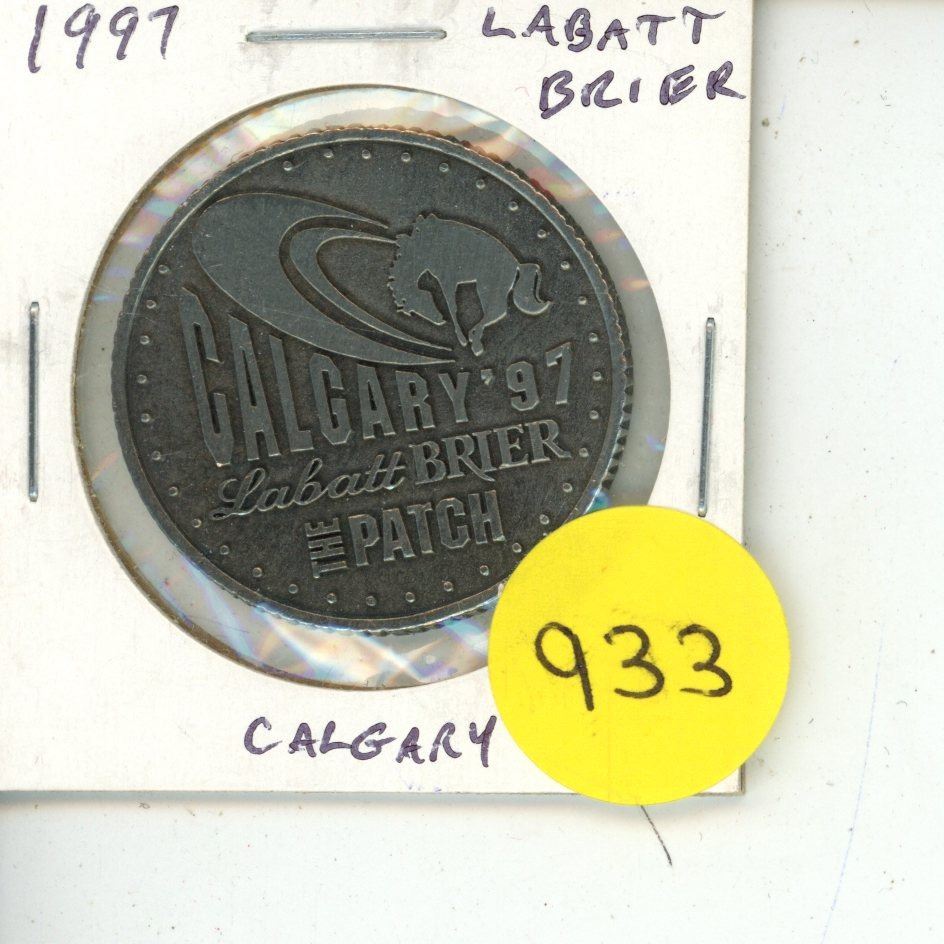 1997
LABATT
BRIER
CALGARY '97
Labatt BRIER
THE PATCH
CALGARY
933